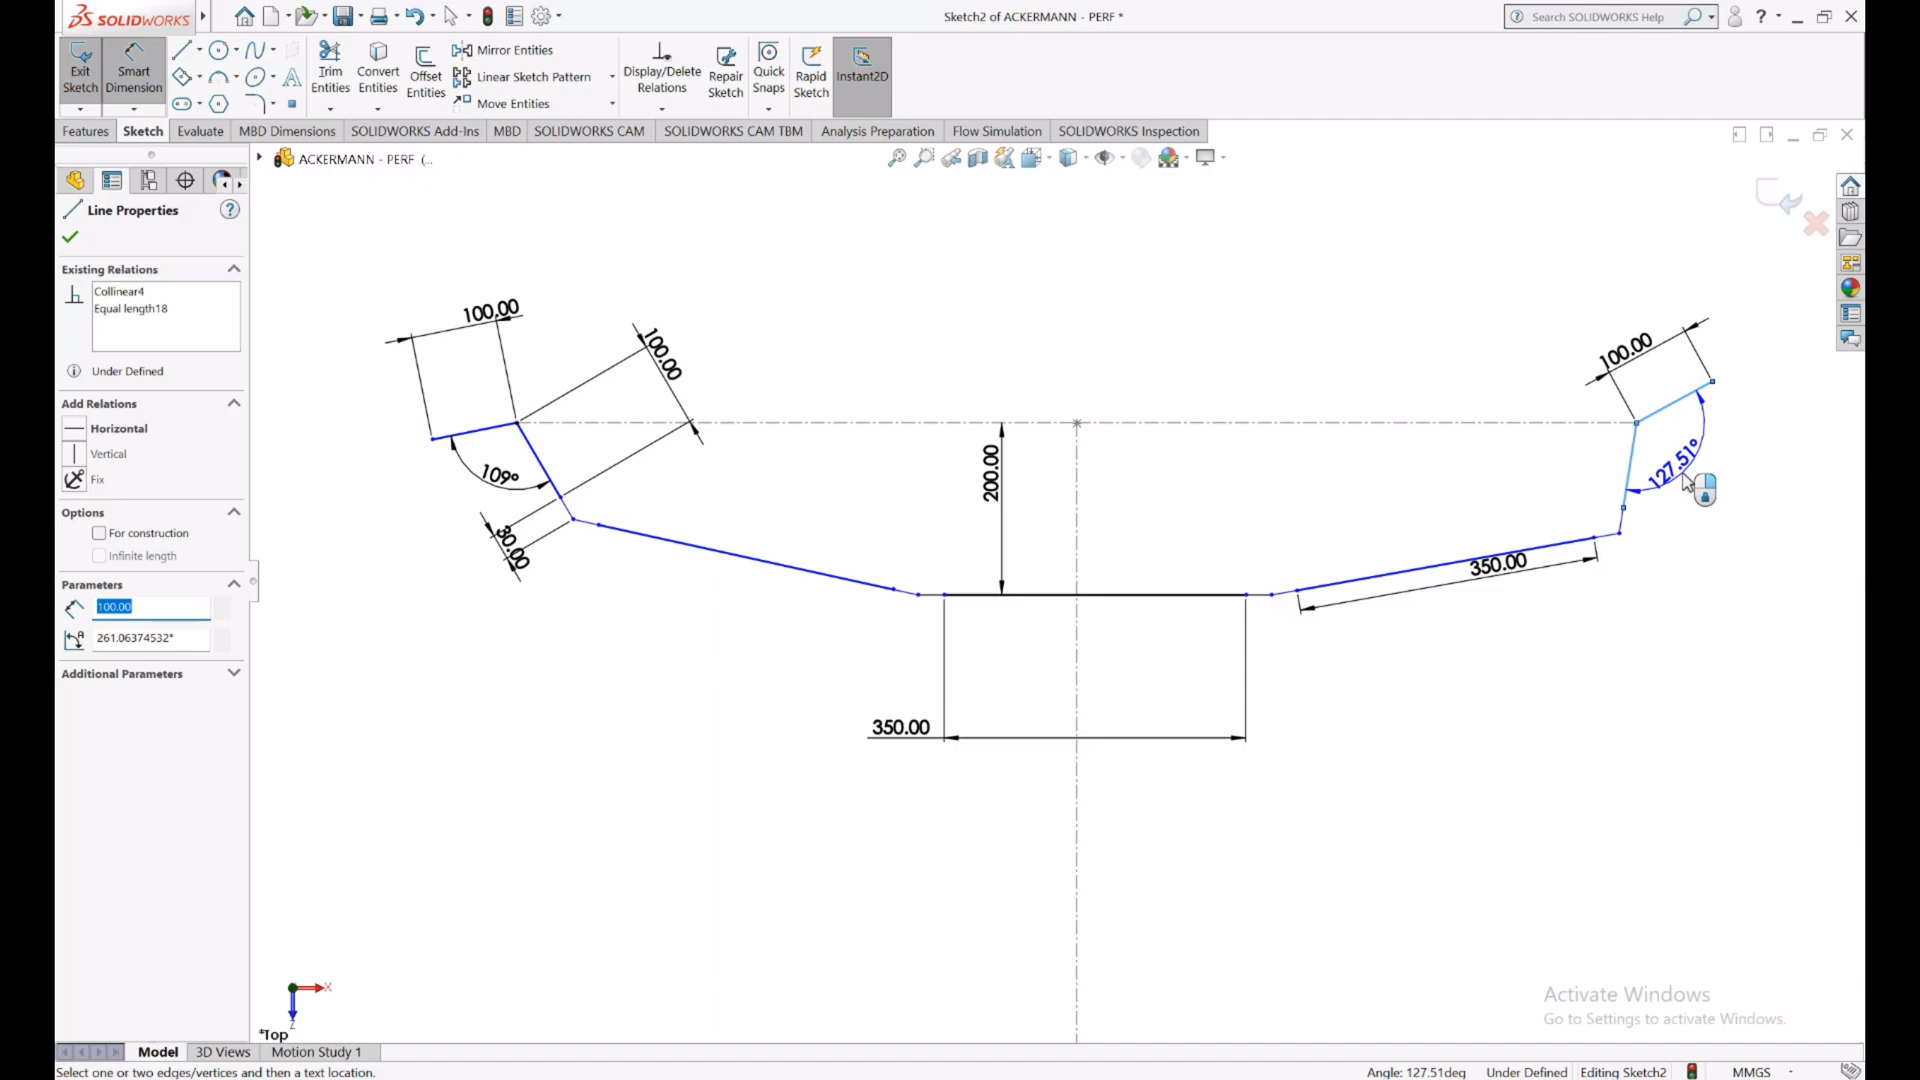 SOLIDWORKS
Sketch2 of ACKERMANN - PERF *
Search SOLIDWORKS Help
Exit Sketch
Smart Dimension
Trim Entities
Convert Entities
Offset Entities
Mirror Entities
Linear Sketch Pattern
Move Entities
Display/Delete Relations
Repair Sketch
Quick Snaps
Rapid Sketch
Instant2D
Features
Sketch
Evaluate
MBD Dimensions
SOLIDWORKS Add-Ins
MBD
SOLIDWORKS CAM
SOLIDWORKS CAM TBM
Analysis Preparation
Flow Simulation
SOLIDWORKS Inspection
ACKERMANN - PERF (...
Line Properties
Existing Relations
Collinear4
Equal length18
Under Defined
Add Relations
Horizontal
Vertical
Fix
Options
For construction
Infinite length
Parameters
100.00
261.06374532°
Additional Parameters
100.00
100.00
109°
30.00
200.00
350.00
350.00
100.00
127.51°
X
Z
*Top
Activate Windows
Go to Settings to activate Windows.
Model
3D Views
Motion Study 1
Select one or two edges/vertices and then a text location.
Angle: 127.51deg
Under Defined
Editing Sketch2
MMGS